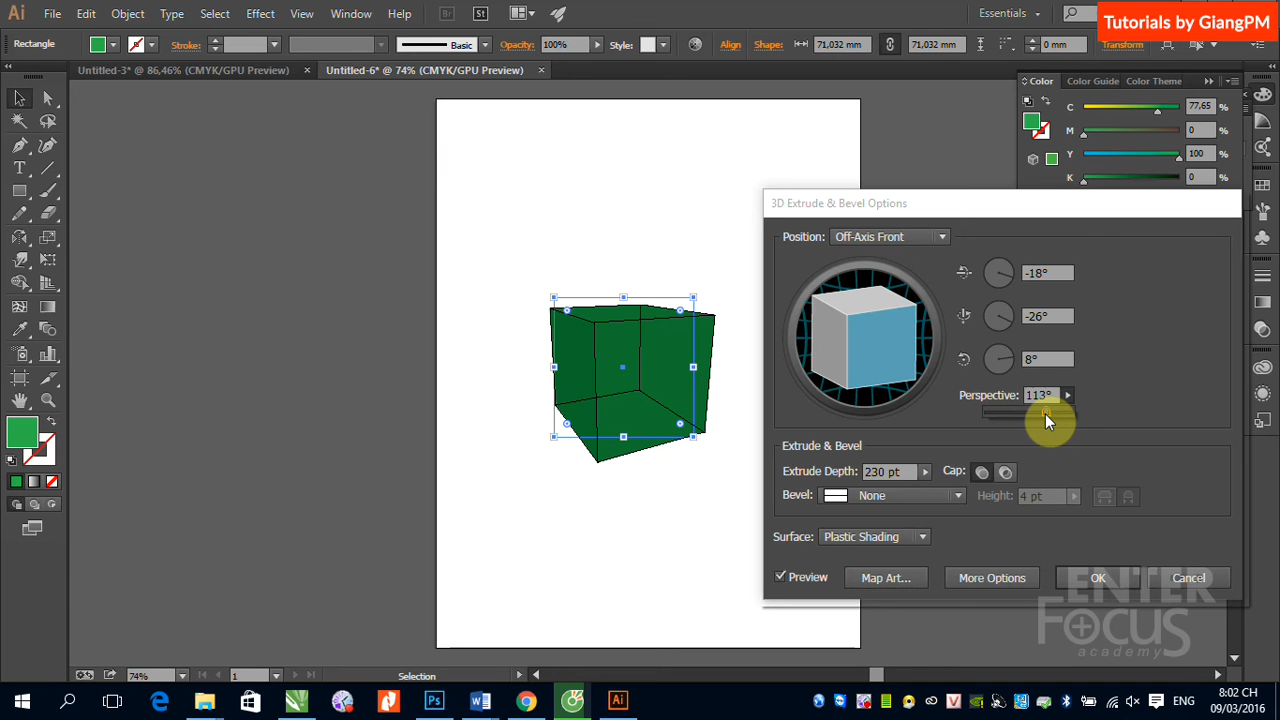 Ai File Edit Object Type Select Effect View Window Help Br St Essentials
Tutorials by GiangPM
Rectangle Stroke: Basic Opacity: 100% Style: Align Shape: 71,032 mm 71,032 mm 0 mm Transform
Untitled-3* @ 86,46% (CMYK/GPU Preview) × Untitled-6* @ 74% (CMYK/GPU Preview) ×
Color Color Guide Color Theme
C 77,65 %
M 0 %
Y 100 %
K 0 %
3D Extrude & Bevel Options
Position: Off-Axis Front
-18°
-26°
8°
Perspective: 113°
Extrude & Bevel
Extrude Depth: 230 pt Cap:
Bevel: None Height: 4 pt
Surface: Plastic Shading
Preview Map Art... More Options OK Cancel
ENTER
FOCUS
academy
74% 1 Selection
ENG 8:02 CH
09/03/2016